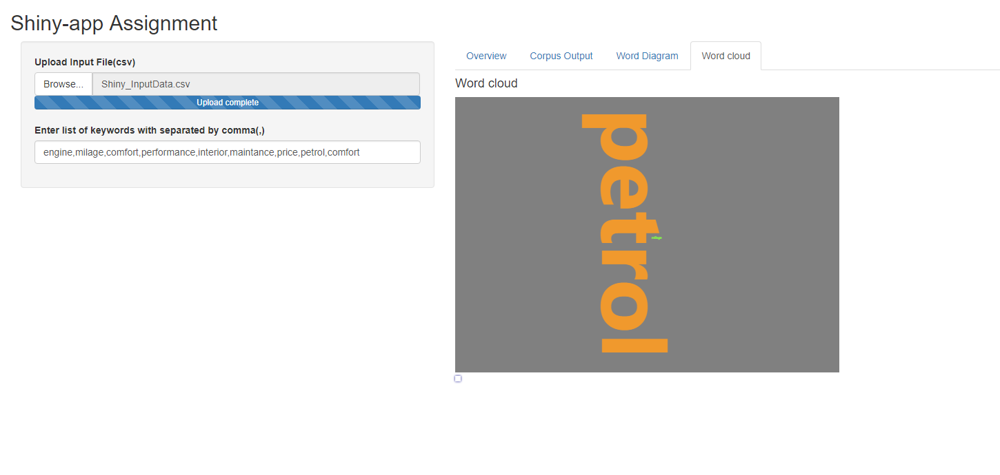 Shiny-app Assignment
Upload Input File(csv)
Browse... Shiny_InputData.csv
Upload complete
Enter list of keywords with separated by comma(,)
engine,milage,comfort,performance,interior,maintance,price,petrol,comfort
Overview Corpus Output Word Diagram Word cloud
Word cloud
petrol
milage